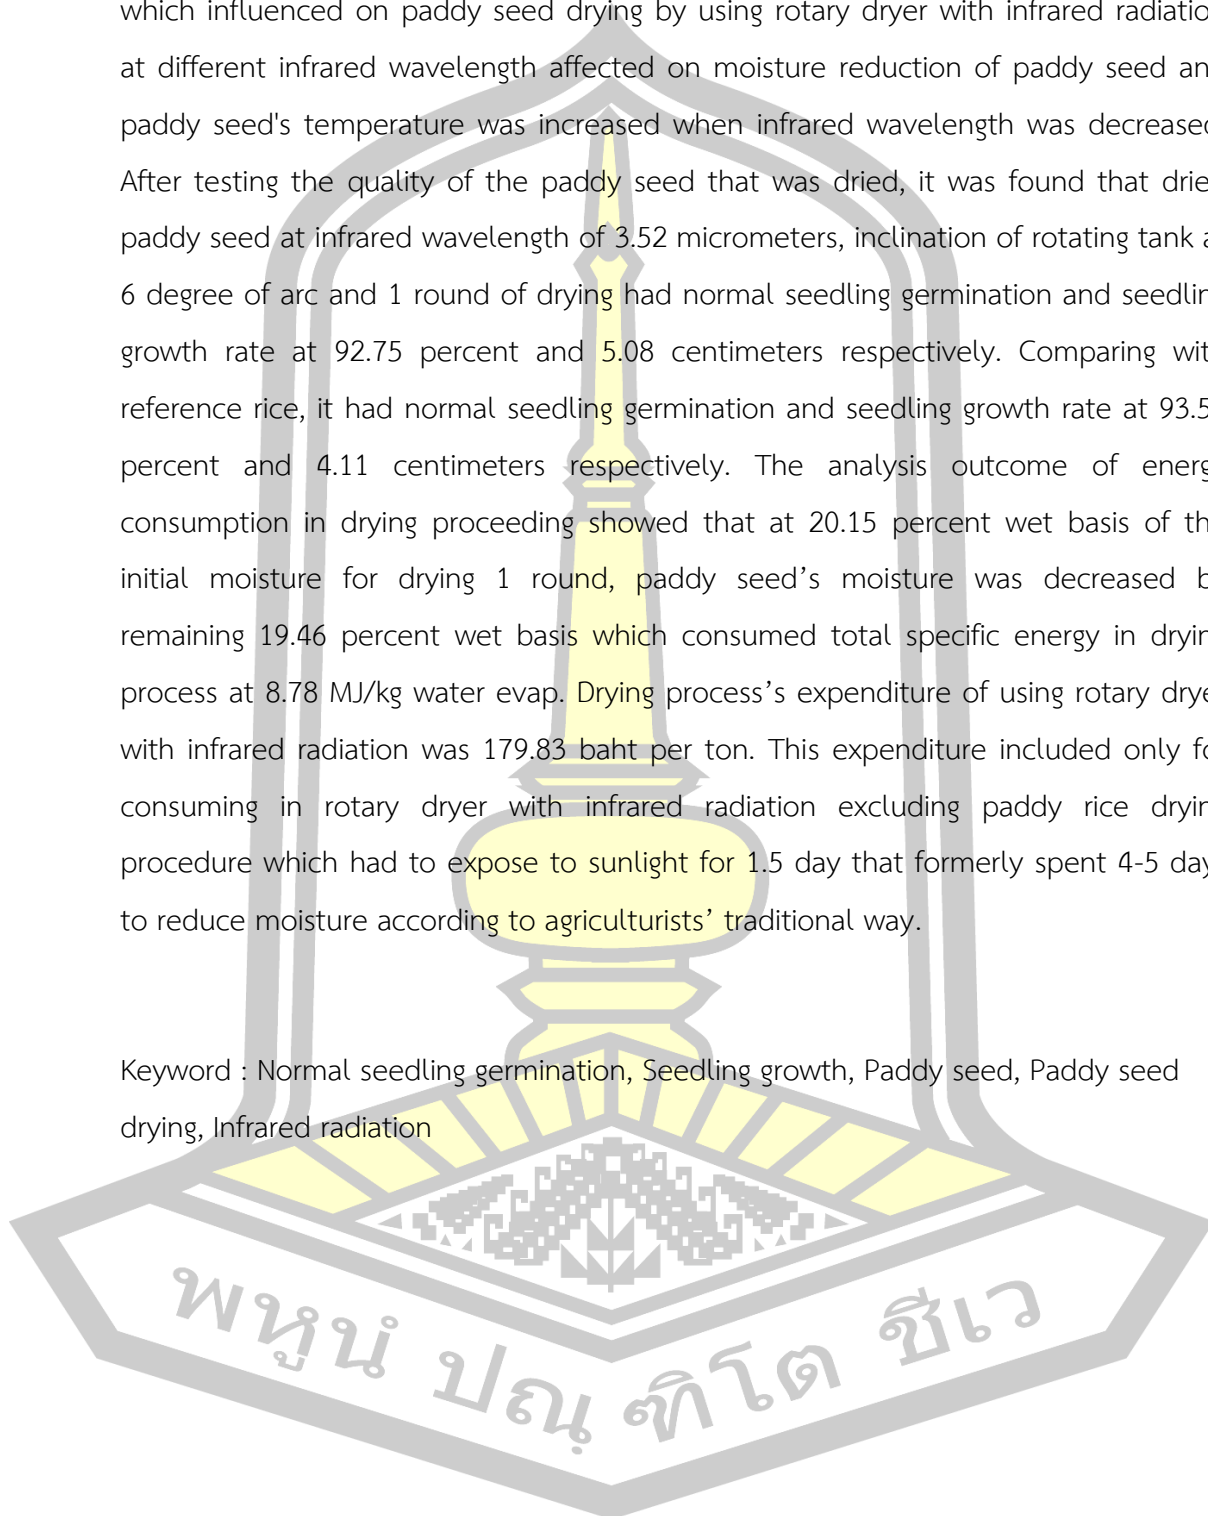 which influenced on paddy seed drying by using rotary dryer with infrared radiatio
at different infrared wavelength affected on moisture reduction of paddy seed an
paddy seed's temperature was increased when infrared wavelength was decreased
After testing the quality of the paddy seed that was dried, it was found that drie
paddy seed at infrared wavelength of 3.52 micrometers, inclination of rotating tank a
6 degree of arc and 1 round of drying had normal seedling germination and seedlin
growth rate at 92.75 percent and 5.08 centimeters respectively. Comparing wit
reference rice, it had normal seedling germination and seedling growth rate at 93.5
percent and 4.11 centimeters respectively. The analysis outcome of energ
consumption in drying proceeding showed that at 20.15 percent wet basis of th
initial moisture for drying 1 round, paddy seed’s moisture was decreased b
remaining 19.46 percent wet basis which consumed total specific energy in dryin
process at 8.78 MJ/kg water evap. Drying process’s expenditure of using rotary drye
with infrared radiation was 179.83 baht per ton. This expenditure included only fo
consuming in rotary dryer with infrared radiation excluding paddy rice dryin
procedure which had to expose to sunlight for 1.5 day that formerly spent 4-5 day
to reduce moisture according to agriculturists’ traditional way.
Keyword : Normal seedling germination, Seedling growth, Paddy seed, Paddy seed
drying, Infrared radiation
พหูนํ ปณฺฑิโต ชีเว